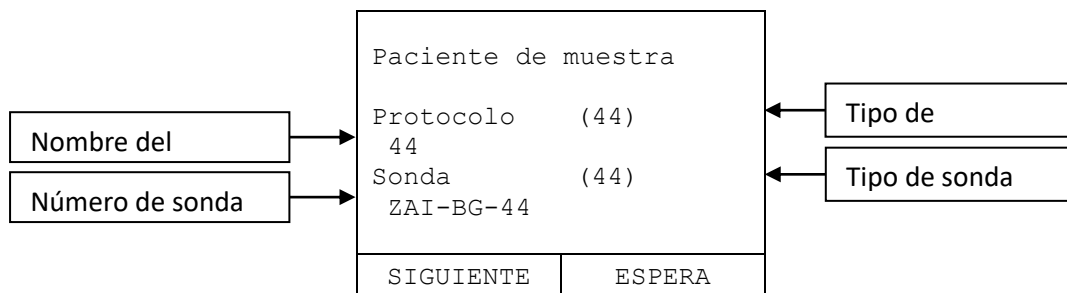 Paciente de muestra
Nombre del
Protocolo (44)
44
Tipo de
Número de sonda
Sonda (44)
ZAI-BG-44
Tipo de sonda
SIGUIENTE ESPERA